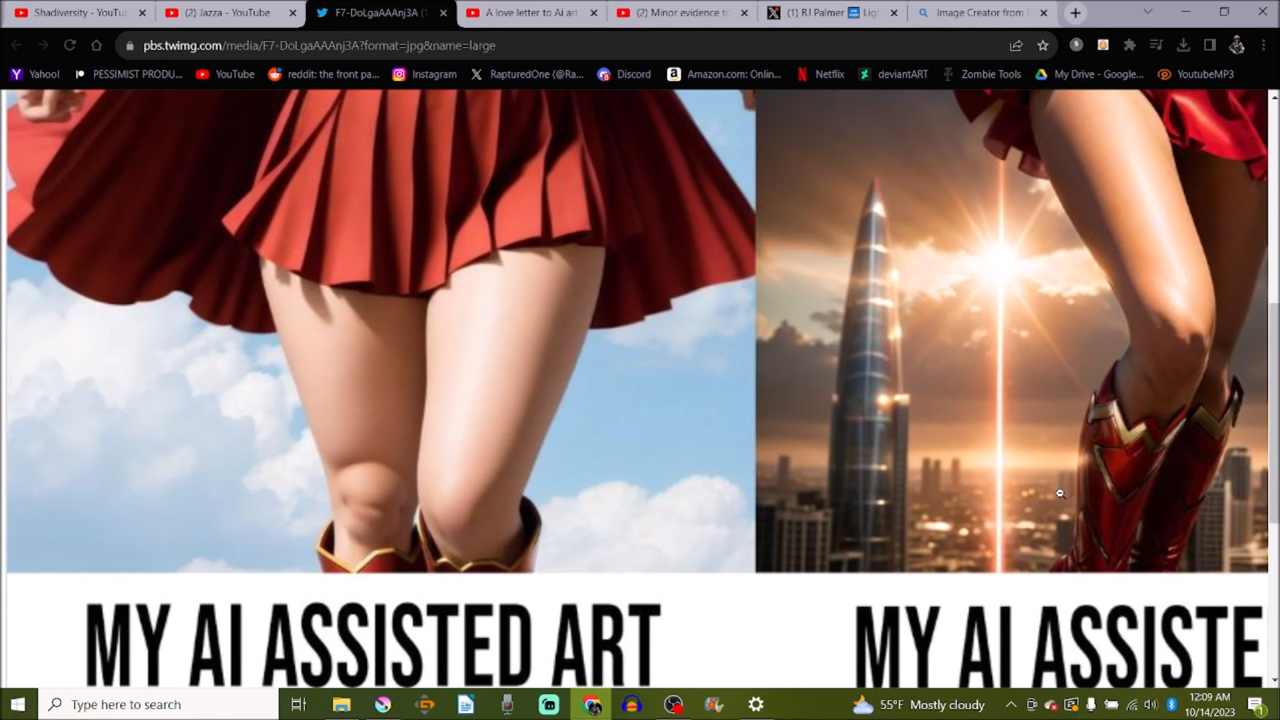 Shadiversity - YouTu
(2) Jazza - YouTube
F7-DoLgaAAAnj3A (1
A love letter to Ai art
(2) Minor evidence to
(1) RJ Palmer
Image Creator from
pbs.twimg.com/media/F7-DoLgaAAAnj3A?format=jpg&name=large
Yahoo!
PESSIMIST PRODU...
YouTube
reddit: the front pa...
Instagram
RapturedOne (@Ra...
Discord
Amazon.com: Onlin...
Netflix
deviantART
Zombie Tools
My Drive - Google...
YoutubeMP3
MY AI ASSISTED ART
MY AI ASSISTE
Type here to search
55°F Mostly cloudy
12:09 AM
10/14/2023